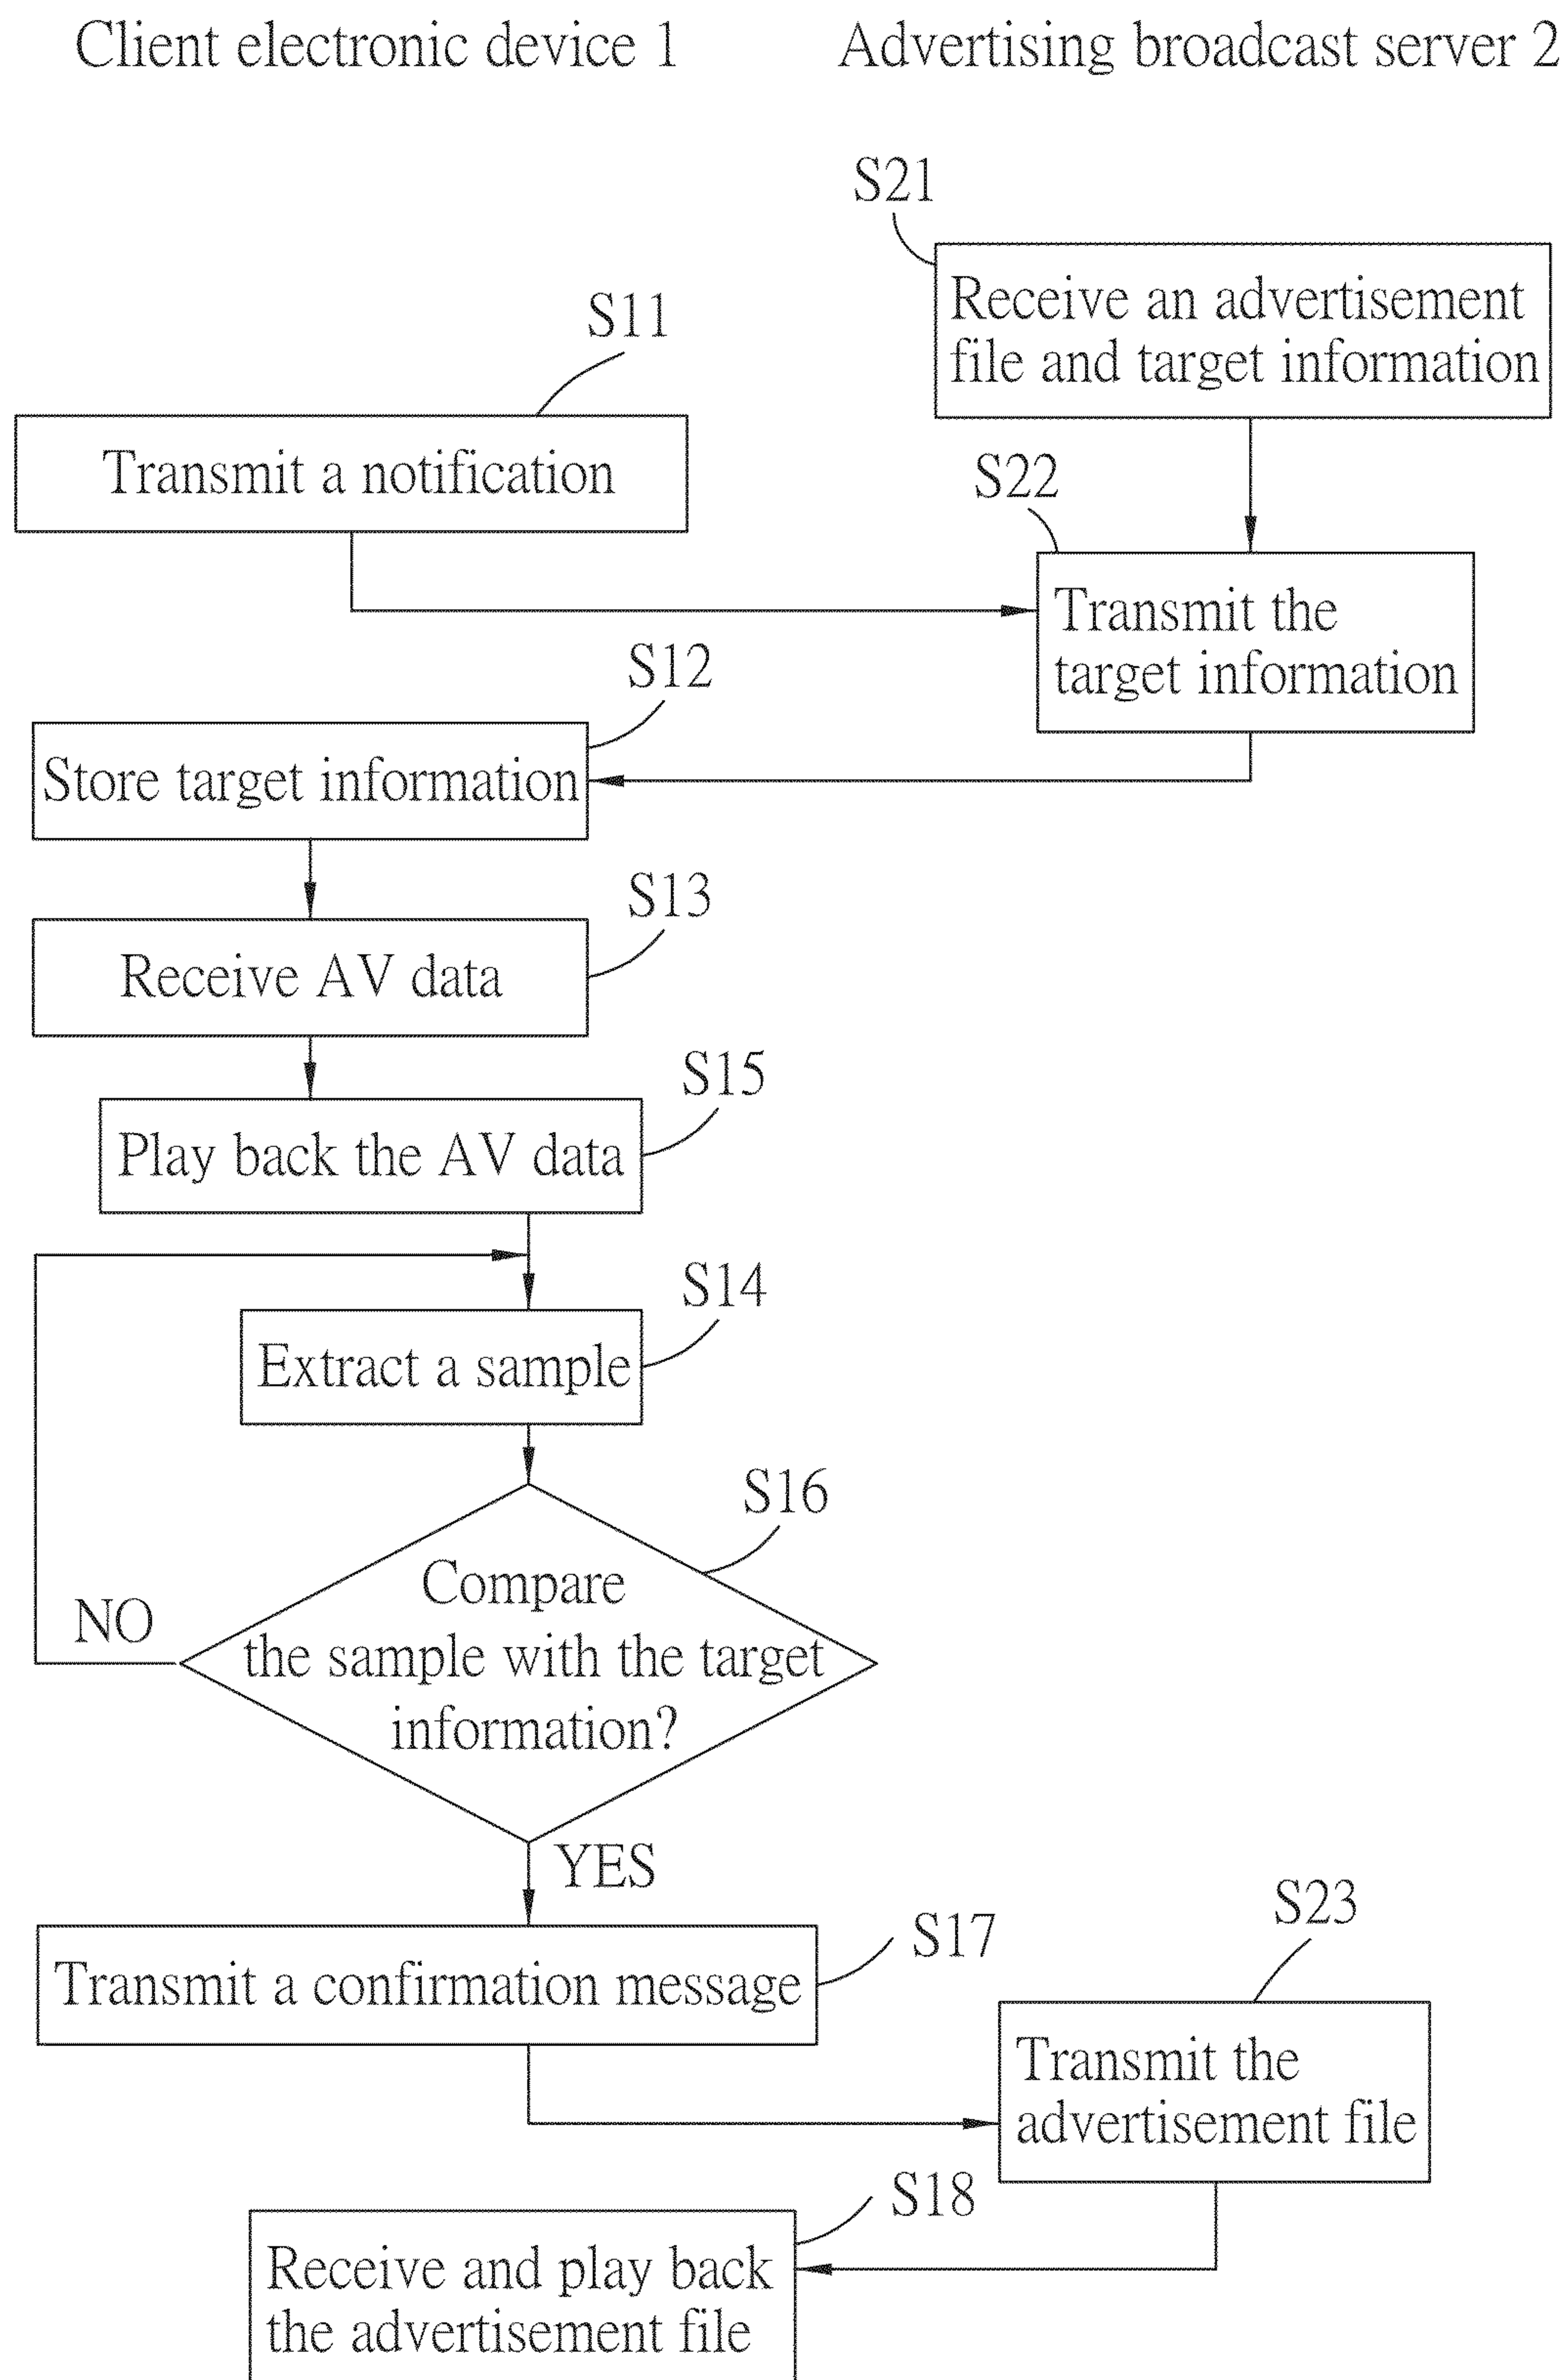 Client electronic device 1
Advertising broadcast server 2
S21
Receive an advertisement
file and target information
S11
Transmit a notification
S22
Transmit the
target information
S12
Store target information
S13
Receive AV data
S15
Play back the AV data
S14
Extract a sample
S16
Compare
the sample with the target
information?
NO
YES
S17
Transmit a confirmation message
S23
Transmit the
advertisement file
S18
Receive and play back
the advertisement file